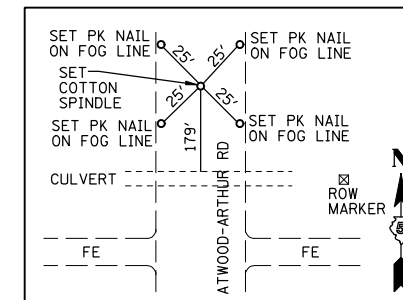 SET PK NAIL
ON FOG LINE
SET PK NAIL
ON FOG LINE
25'
25'
SET
COTTON
SPINDLE
25'
25'
SET PK NAIL
ON FOG LINE
SET PK NAIL
ON FOG LINE
179'
CULVERT
ATWOOD-ARTHUR RD
ROW
MARKER
N
FE
FE